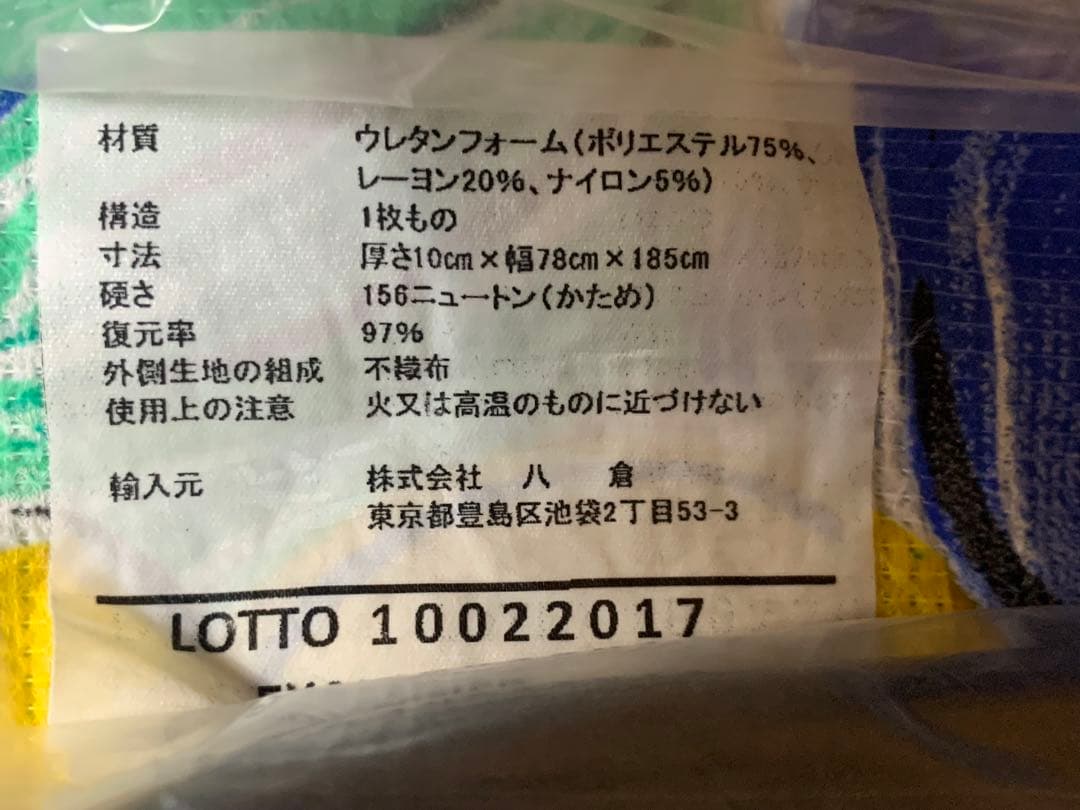 材質 ウレタンフォーム(ポリエステル75%、
レーヨン20%、ナイロン5%)
構造 1枚もの
寸法 厚さ10cm×幅78cm×185cm
硬さ 156ニュートン(かため)
復元率 97%
外側生地の組成 不織布
使用上の注意 火又は高温のものに近づけない
輸入元 株式会社 八 倉
東京都豊島区池袋2丁目53-3
LOTTO 10022017